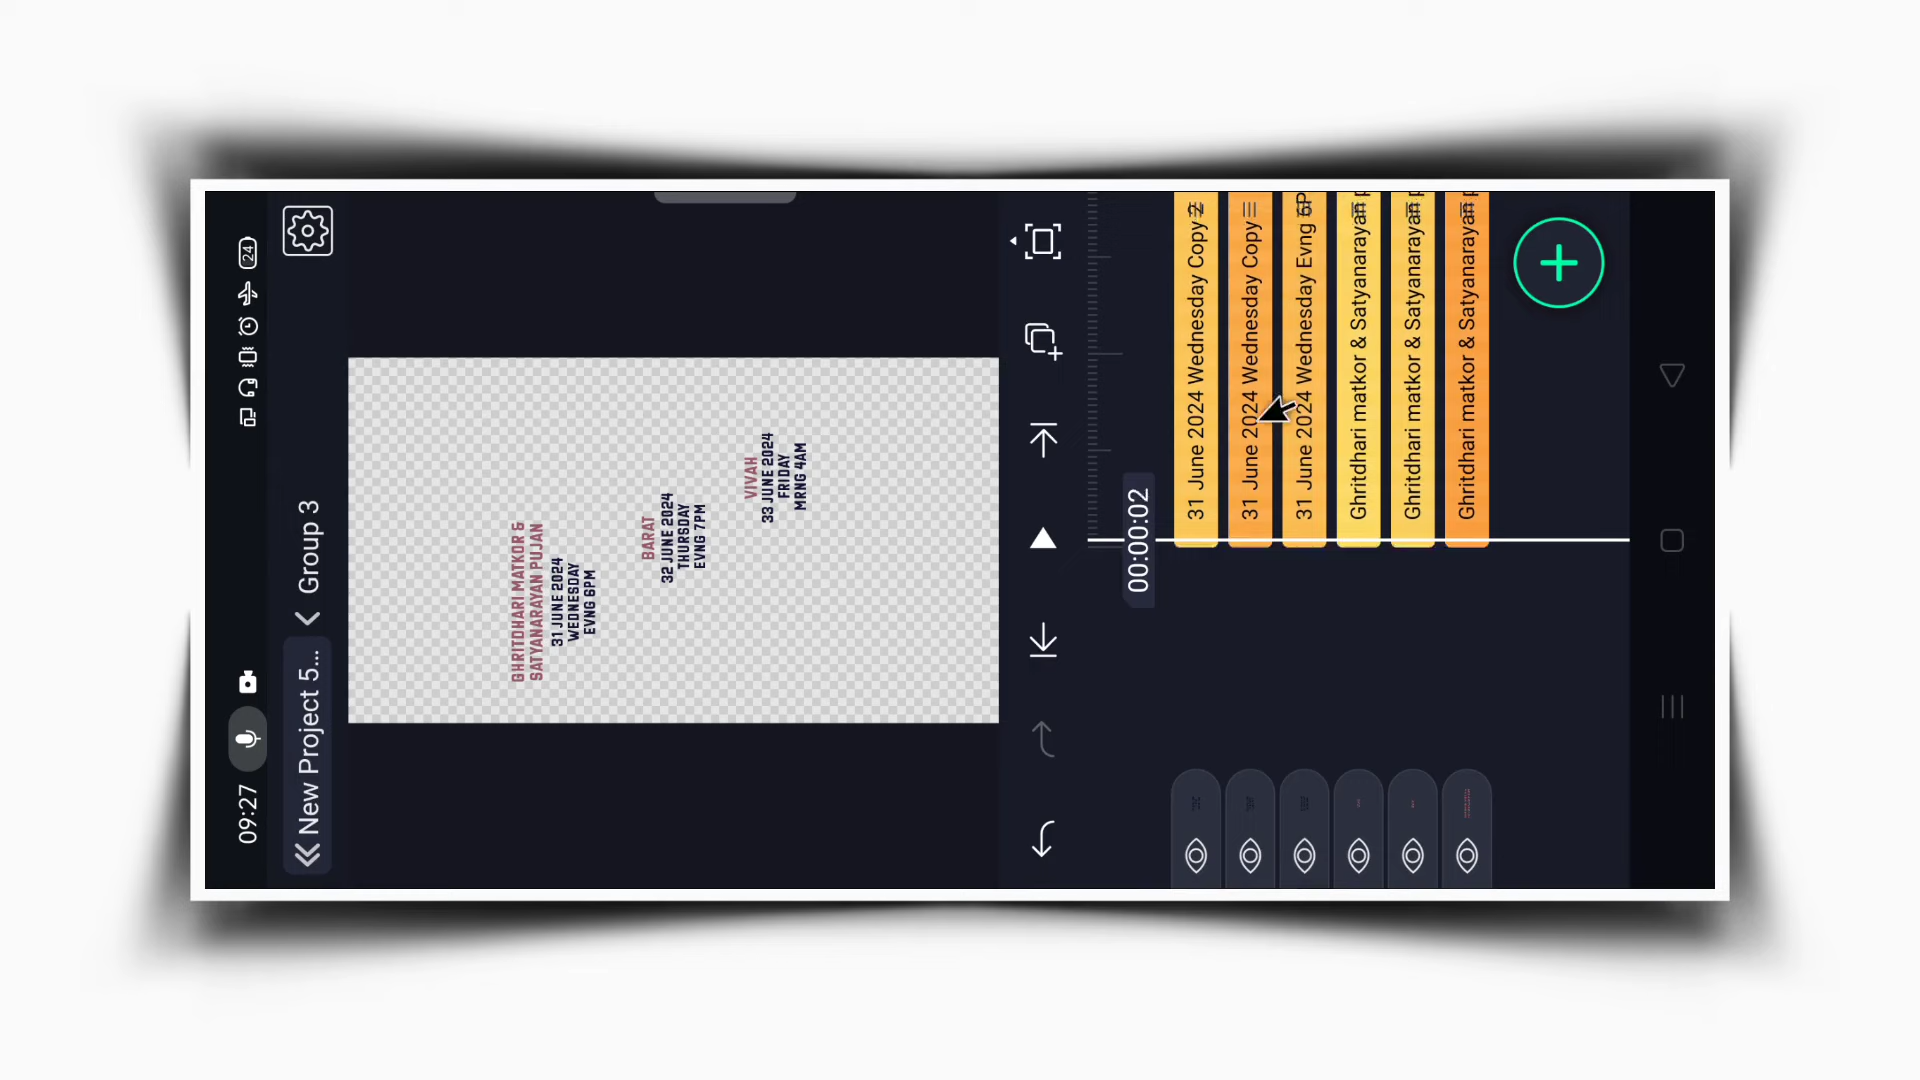 09:27
24
New Project 5...
Group 3
GHRITDHARI MATKOR &
SATYANARAYAN PUJAN
31 JUNE 2024
WEDNESDAY
EVNG 6PM
BARAT
32 JUNE 2024
THURSDAY
EVNG 7PM
VIVAH
33 JUNE 2024
FRIDAY
MRNG 4AM
00:00:02
31 June 2024 Wednesday Copy 2
31 June 2024 Wednesday Copy
31 June 2024 Wednesday Evng 6P
Ghritdhari matkor & Satyanarayan p
Ghritdhari matkor & Satyanarayan p
Ghritdhari matkor & Satyanarayan p